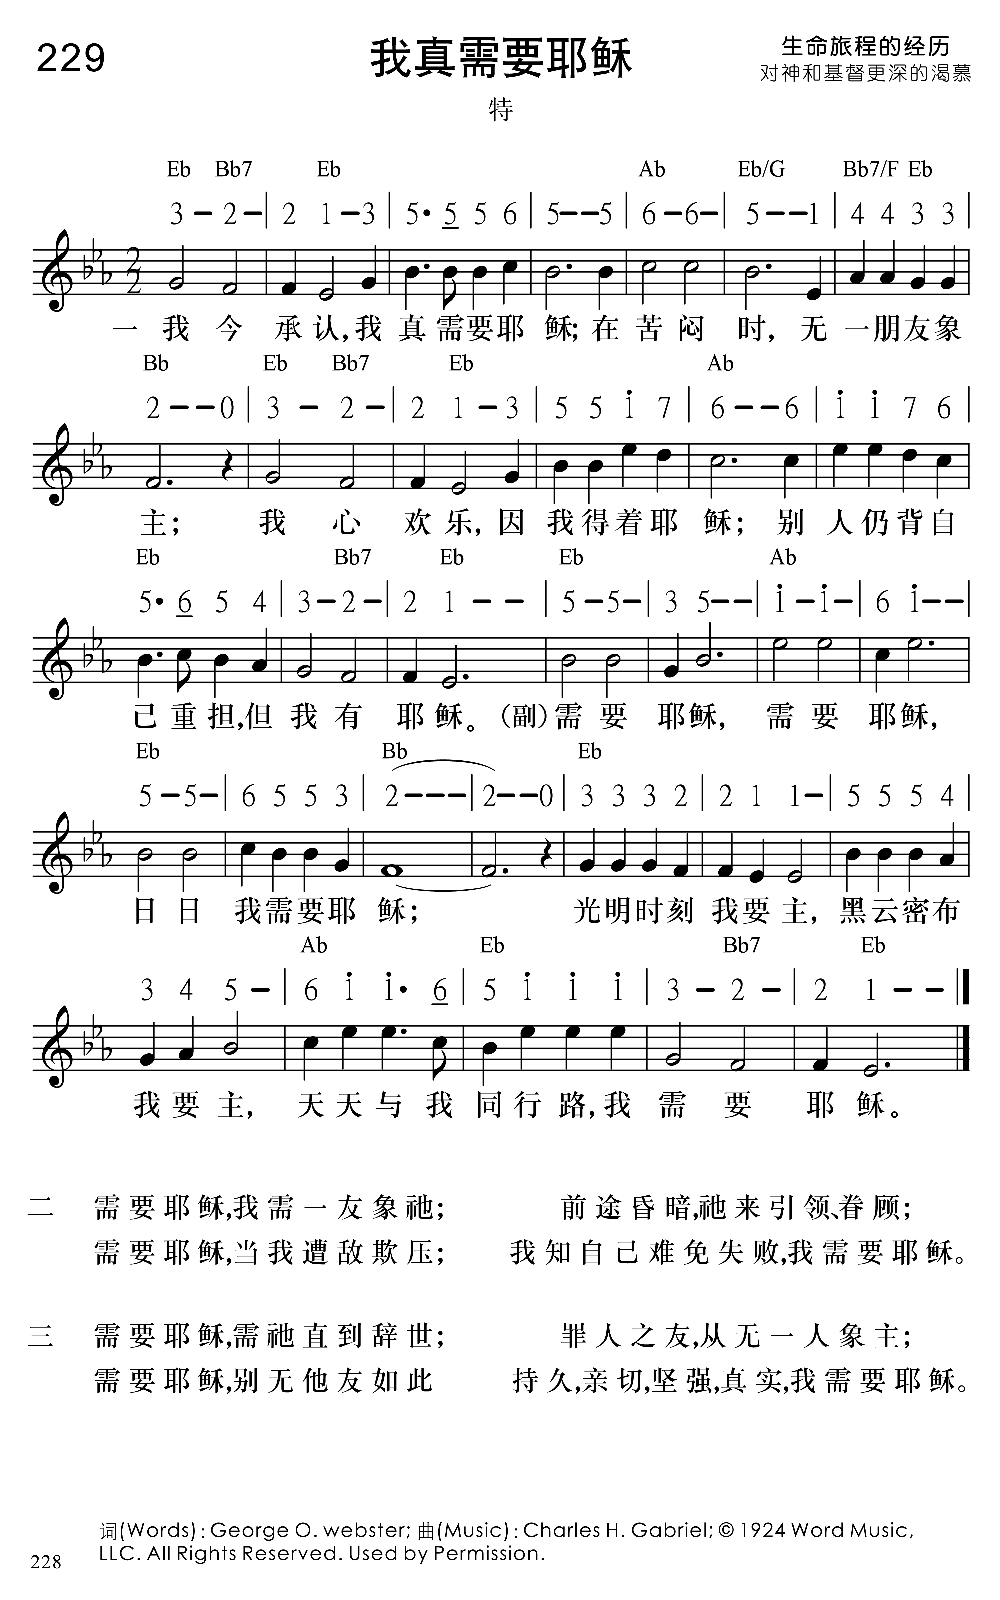 229
我真需要耶稣
生命旅程的经历
对神和基督更深的渴慕
特
Eb Bb7 Eb Ab Eb/G Bb7/F Eb
3 – 2 – | 2 1 – 3 | 5· 5 5 6 | 5 – – 5 | 6 – 6 – | 5 – – 1 | 4 4 3 3 |
一 我 今 承 认,我 真 需要耶 稣; 在 苦 闷 时, 无 一朋友象
Bb Eb Bb7 Eb Ab
2 – – 0 | 3 – 2 – | 2 1 – 3 | 5 5 i 7 | 6 – – 6 | i i 7 6 |
主; 我 心 欢 乐, 因 我得着耶 稣; 别 人仍背自
Eb Bb7 Eb Eb Ab
5· 6 5 4 | 3 – 2 – | 2 1 – – | 5 – 5 – | 3 5 – – | i – i – | 6 i – – |
己 重 担,但 我 有 耶 稣。(副)需 要 耶稣, 需 要 耶稣,
Eb Bb Eb
5 – 5 – | 6 5 5 3 | 2 – – – | 2 – – 0 | 3 3 3 2 | 2 1 1 – | 5 5 5 4 |
日 日 我需要耶 稣; 光明时刻 我要主, 黑云密布
Ab Eb Bb7 Eb
3 4 5 – | 6 i i· 6 | 5 i i i | 3 – 2 – | 2 1 – – ‖
我 要 主, 天 天 与 我 同 行 路,我 需 要 耶 稣。
二 需 要 耶 稣,我 需 一 友 象 祂; 前 途 昏 暗,祂 来 引 领、眷 顾;
需 要 耶 稣,当 我 遭 敌 欺 压; 我 知 自 己 难 免 失 败,我 需 要 耶 稣。
三 需 要 耶 稣,需 祂 直 到 辞 世; 罪 人 之 友,从 无 一 人 象 主;
需 要 耶 稣,别 无 他 友 如 此 持 久,亲 切,坚 强,真 实,我 需 要 耶 稣。
词(Words) : George O. webster; 曲(Music) : Charles H. Gabriel; © 1924 Word Music,
LLC. All Rights Reserved. Used by Permission.
228